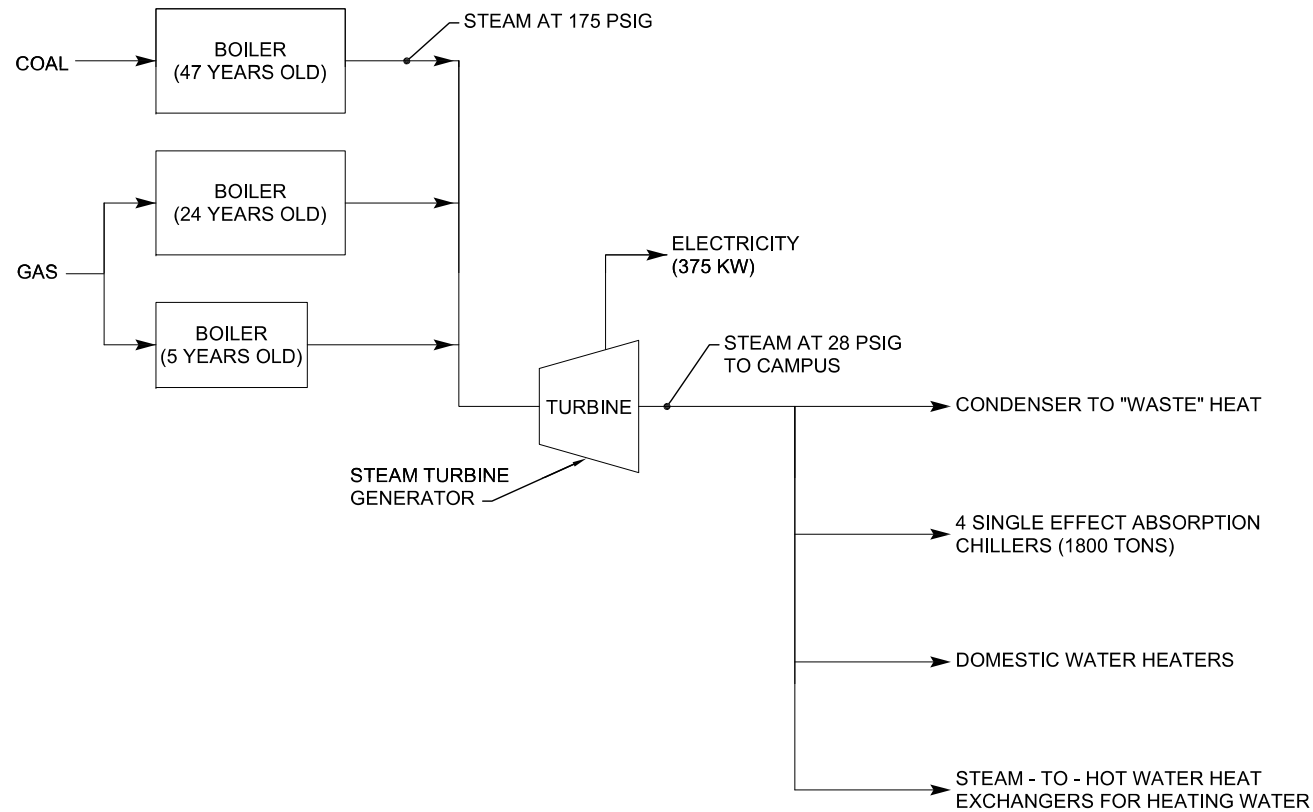 STEAM AT 175 PSIG
COAL
BOILER
(47 YEARS OLD)
BOILER
(24 YEARS OLD)
GAS
BOILER
(5 YEARS OLD)
ELECTRICITY
(375 KW)
STEAM AT 28 PSIG
TO CAMPUS
TURBINE
STEAM TURBINE
GENERATOR
CONDENSER TO "WASTE" HEAT
4 SINGLE EFFECT ABSORPTION
CHILLERS (1800 TONS)
DOMESTIC WATER HEATERS
STEAM - TO - HOT WATER HEAT
EXCHANGERS FOR HEATING WATER